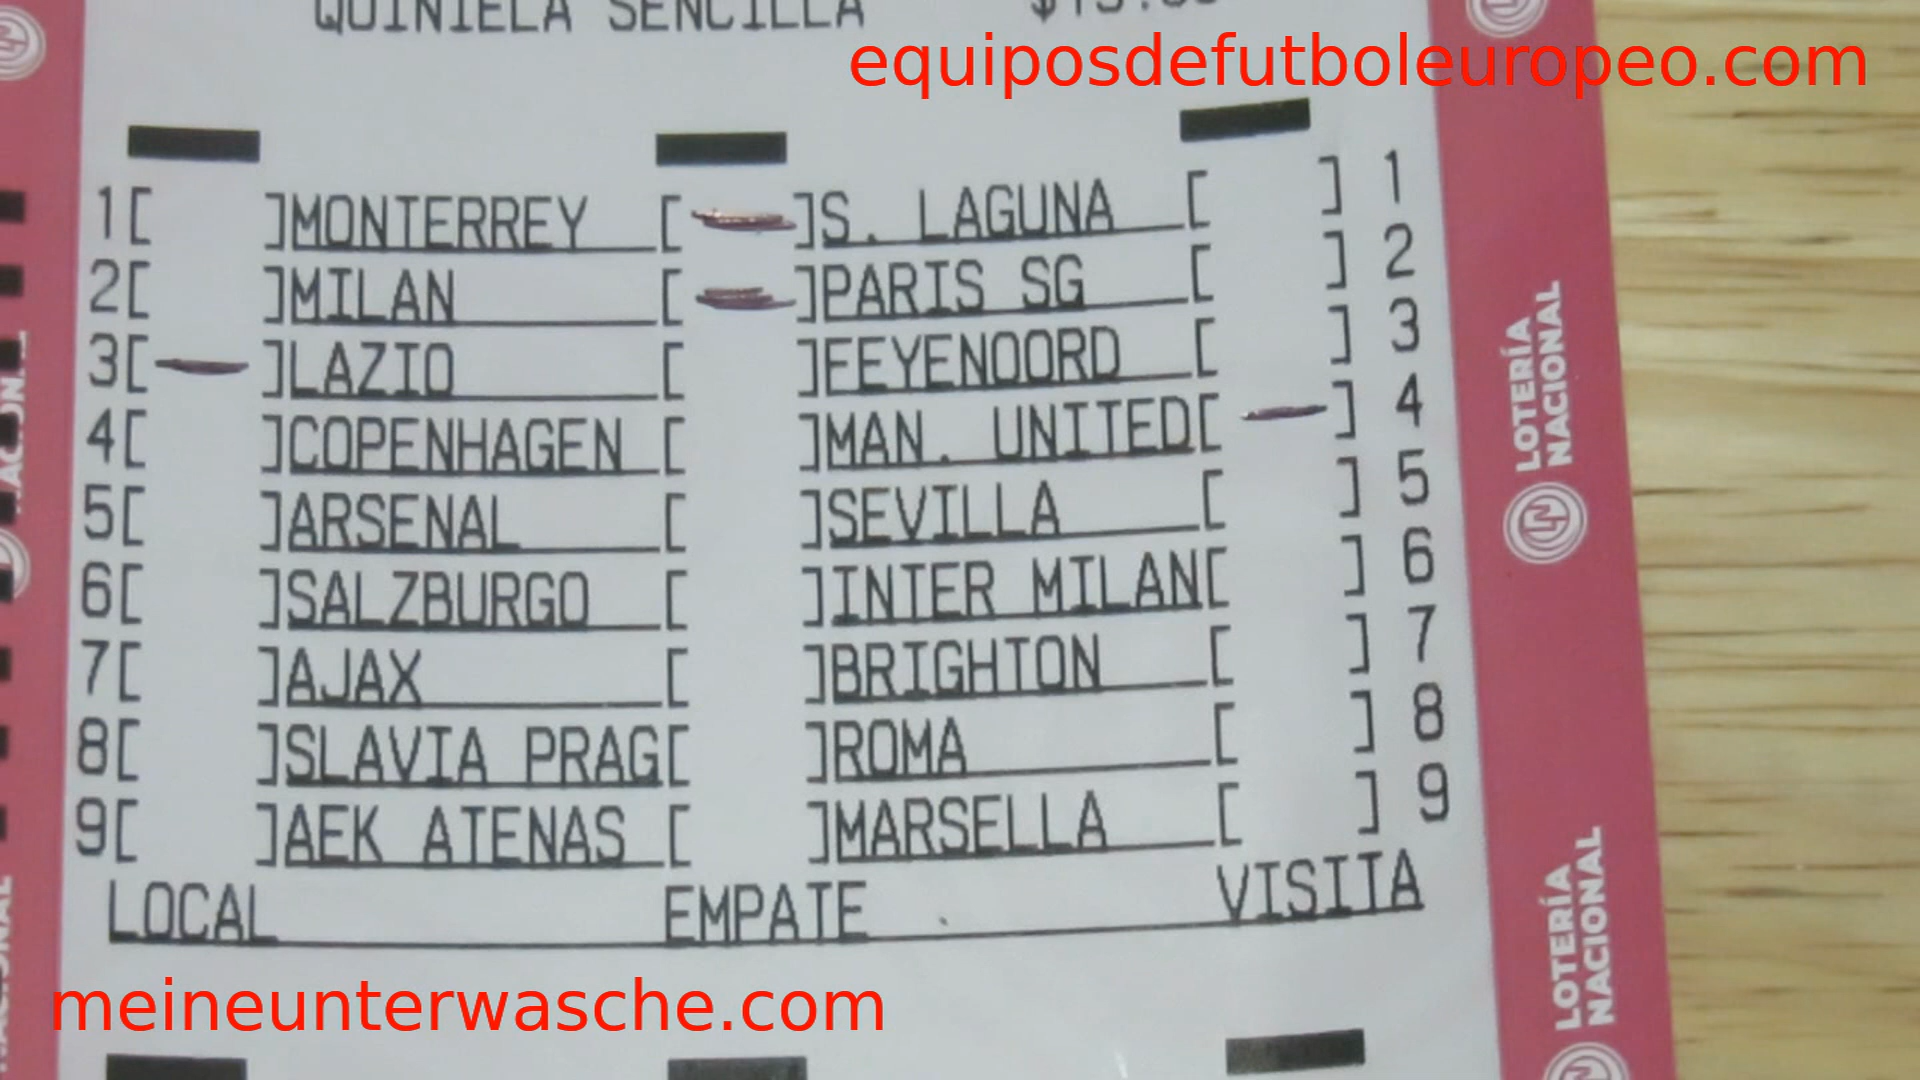 QUINIELA SENCILLA
equiposdefutboleuropeo.com
1[ ]MONTERREY [ ]S. LAGUNA [ ] 1
2[ ]MILAN [ ]PARIS SG [ ] 2
3[ ]LAZIO [ ]FEYENOORD [ ] 3
4[ ]COPENHAGEN [ ]MAN. UNITED[ ] 4
5[ ]ARSENAL [ ]SEVILLA [ ] 5
6[ ]SALZBURGO [ ]INTER MILAN[ ] 6
7[ ]AJAX [ ]BRIGHTON [ ] 7
8[ ]SLAVIA PRAG[ ]ROMA [ ] 8
9[ ]AEK ATENAS [ ]MARSELLA [ ] 9
LOCAL EMPATE VISITA
meineunterwasche.com
LOTERÍA
NACIONAL
LOTERÍA
NACIONAL